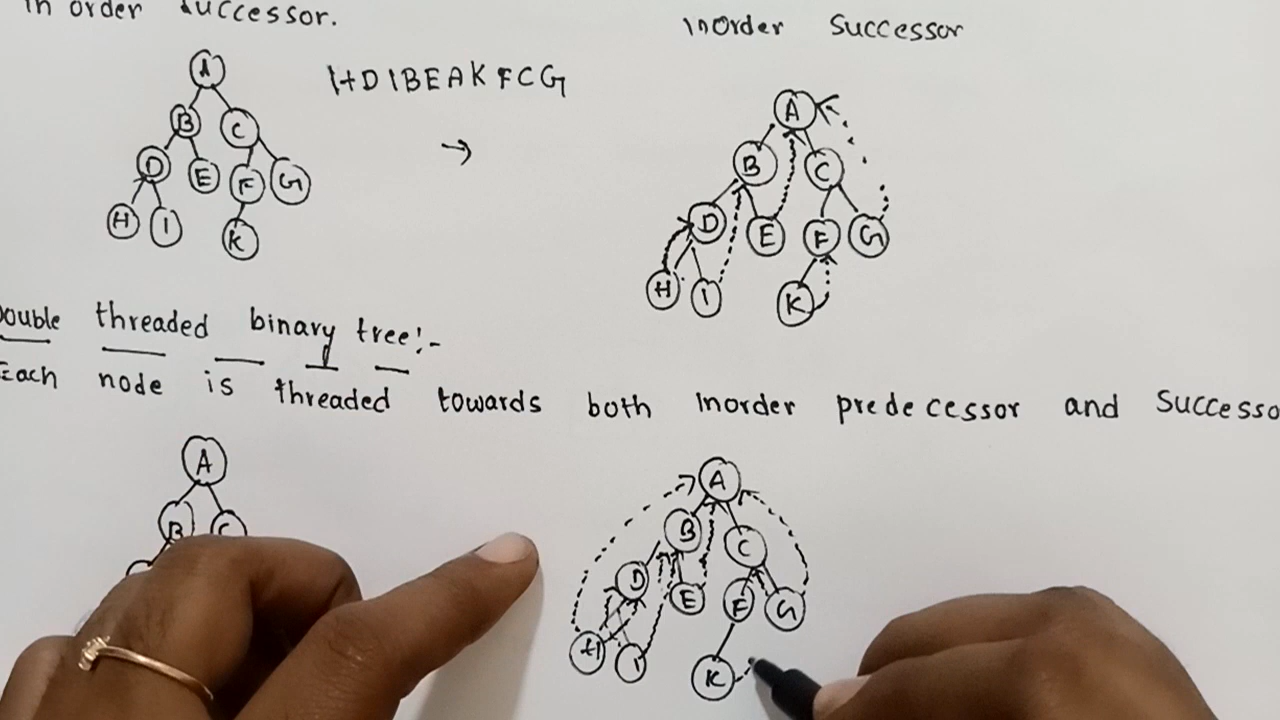 in order successor.
Inorder Successor
A
B C
D E F G
H I K
HDIBEAKFCG
→
A
B C
D E F G
H I K
Double threaded binary tree:-
Each node is threaded towards both Inorder predecessor and Successo
A
B C
A
B C
D E F G
H I K